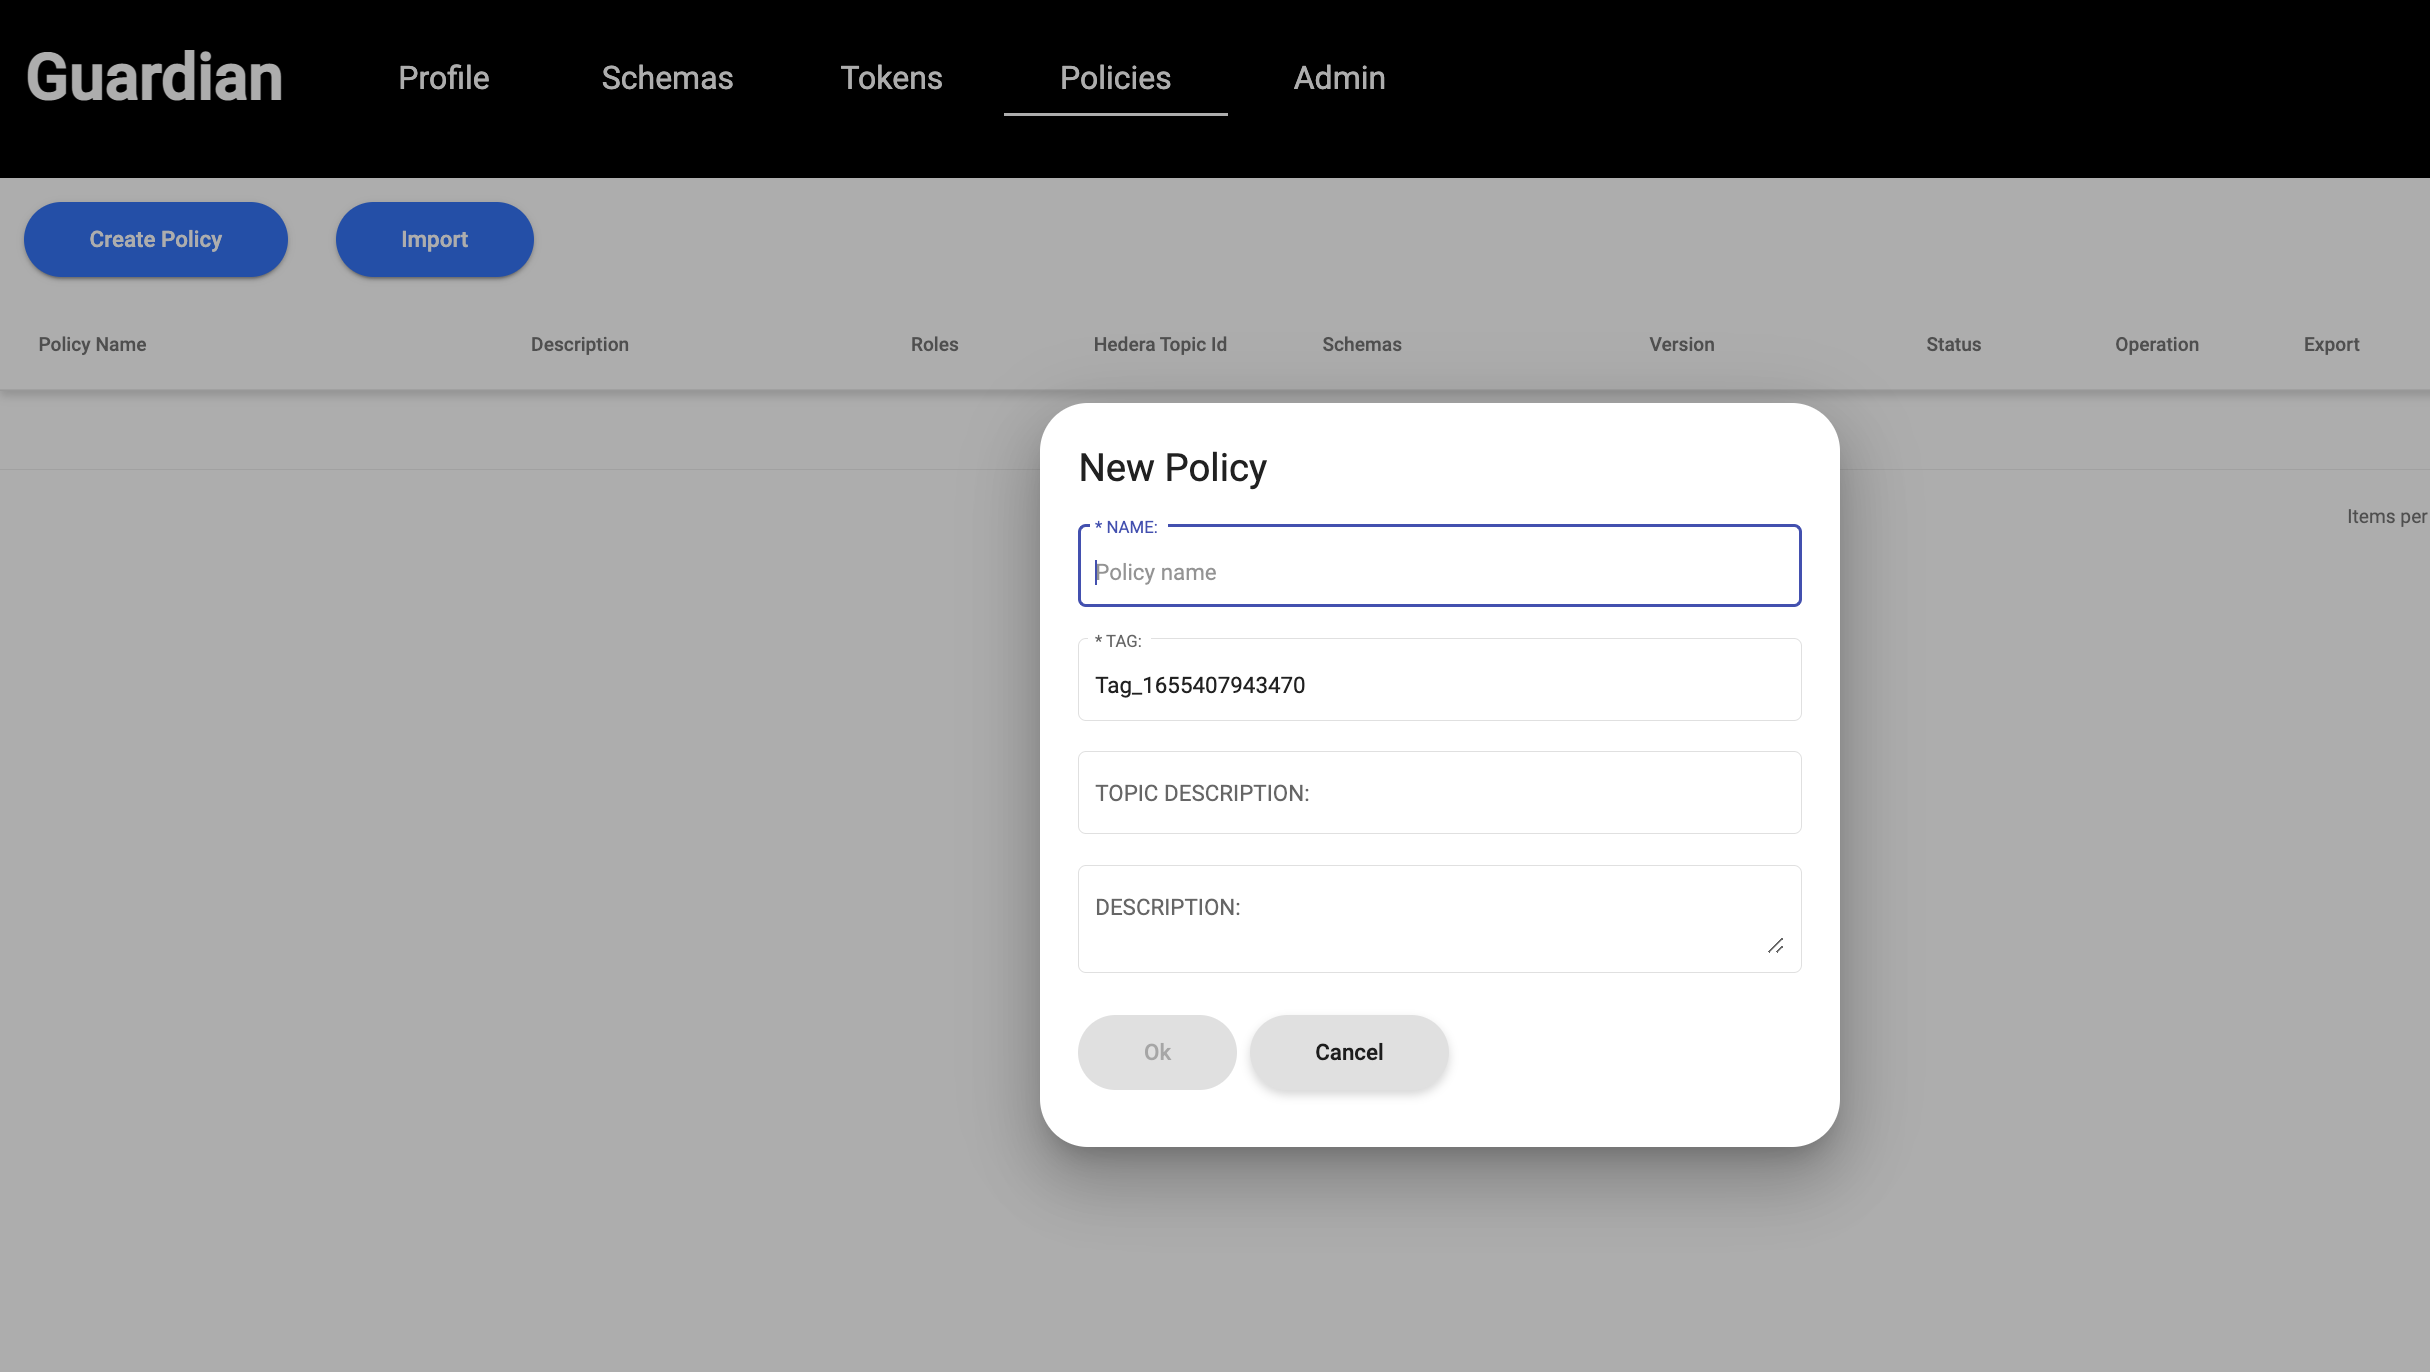 Guardian Profile Schemas Tokens Policies Admin
Create Policy Import
Policy Name Description Roles Hedera Topic Id Schemas Version Status Operation Export
New Policy
* NAME:
Policy name
Items per
* TAG:
Tag_1655407943470
TOPIC DESCRIPTION:
DESCRIPTION:
Ok Cancel